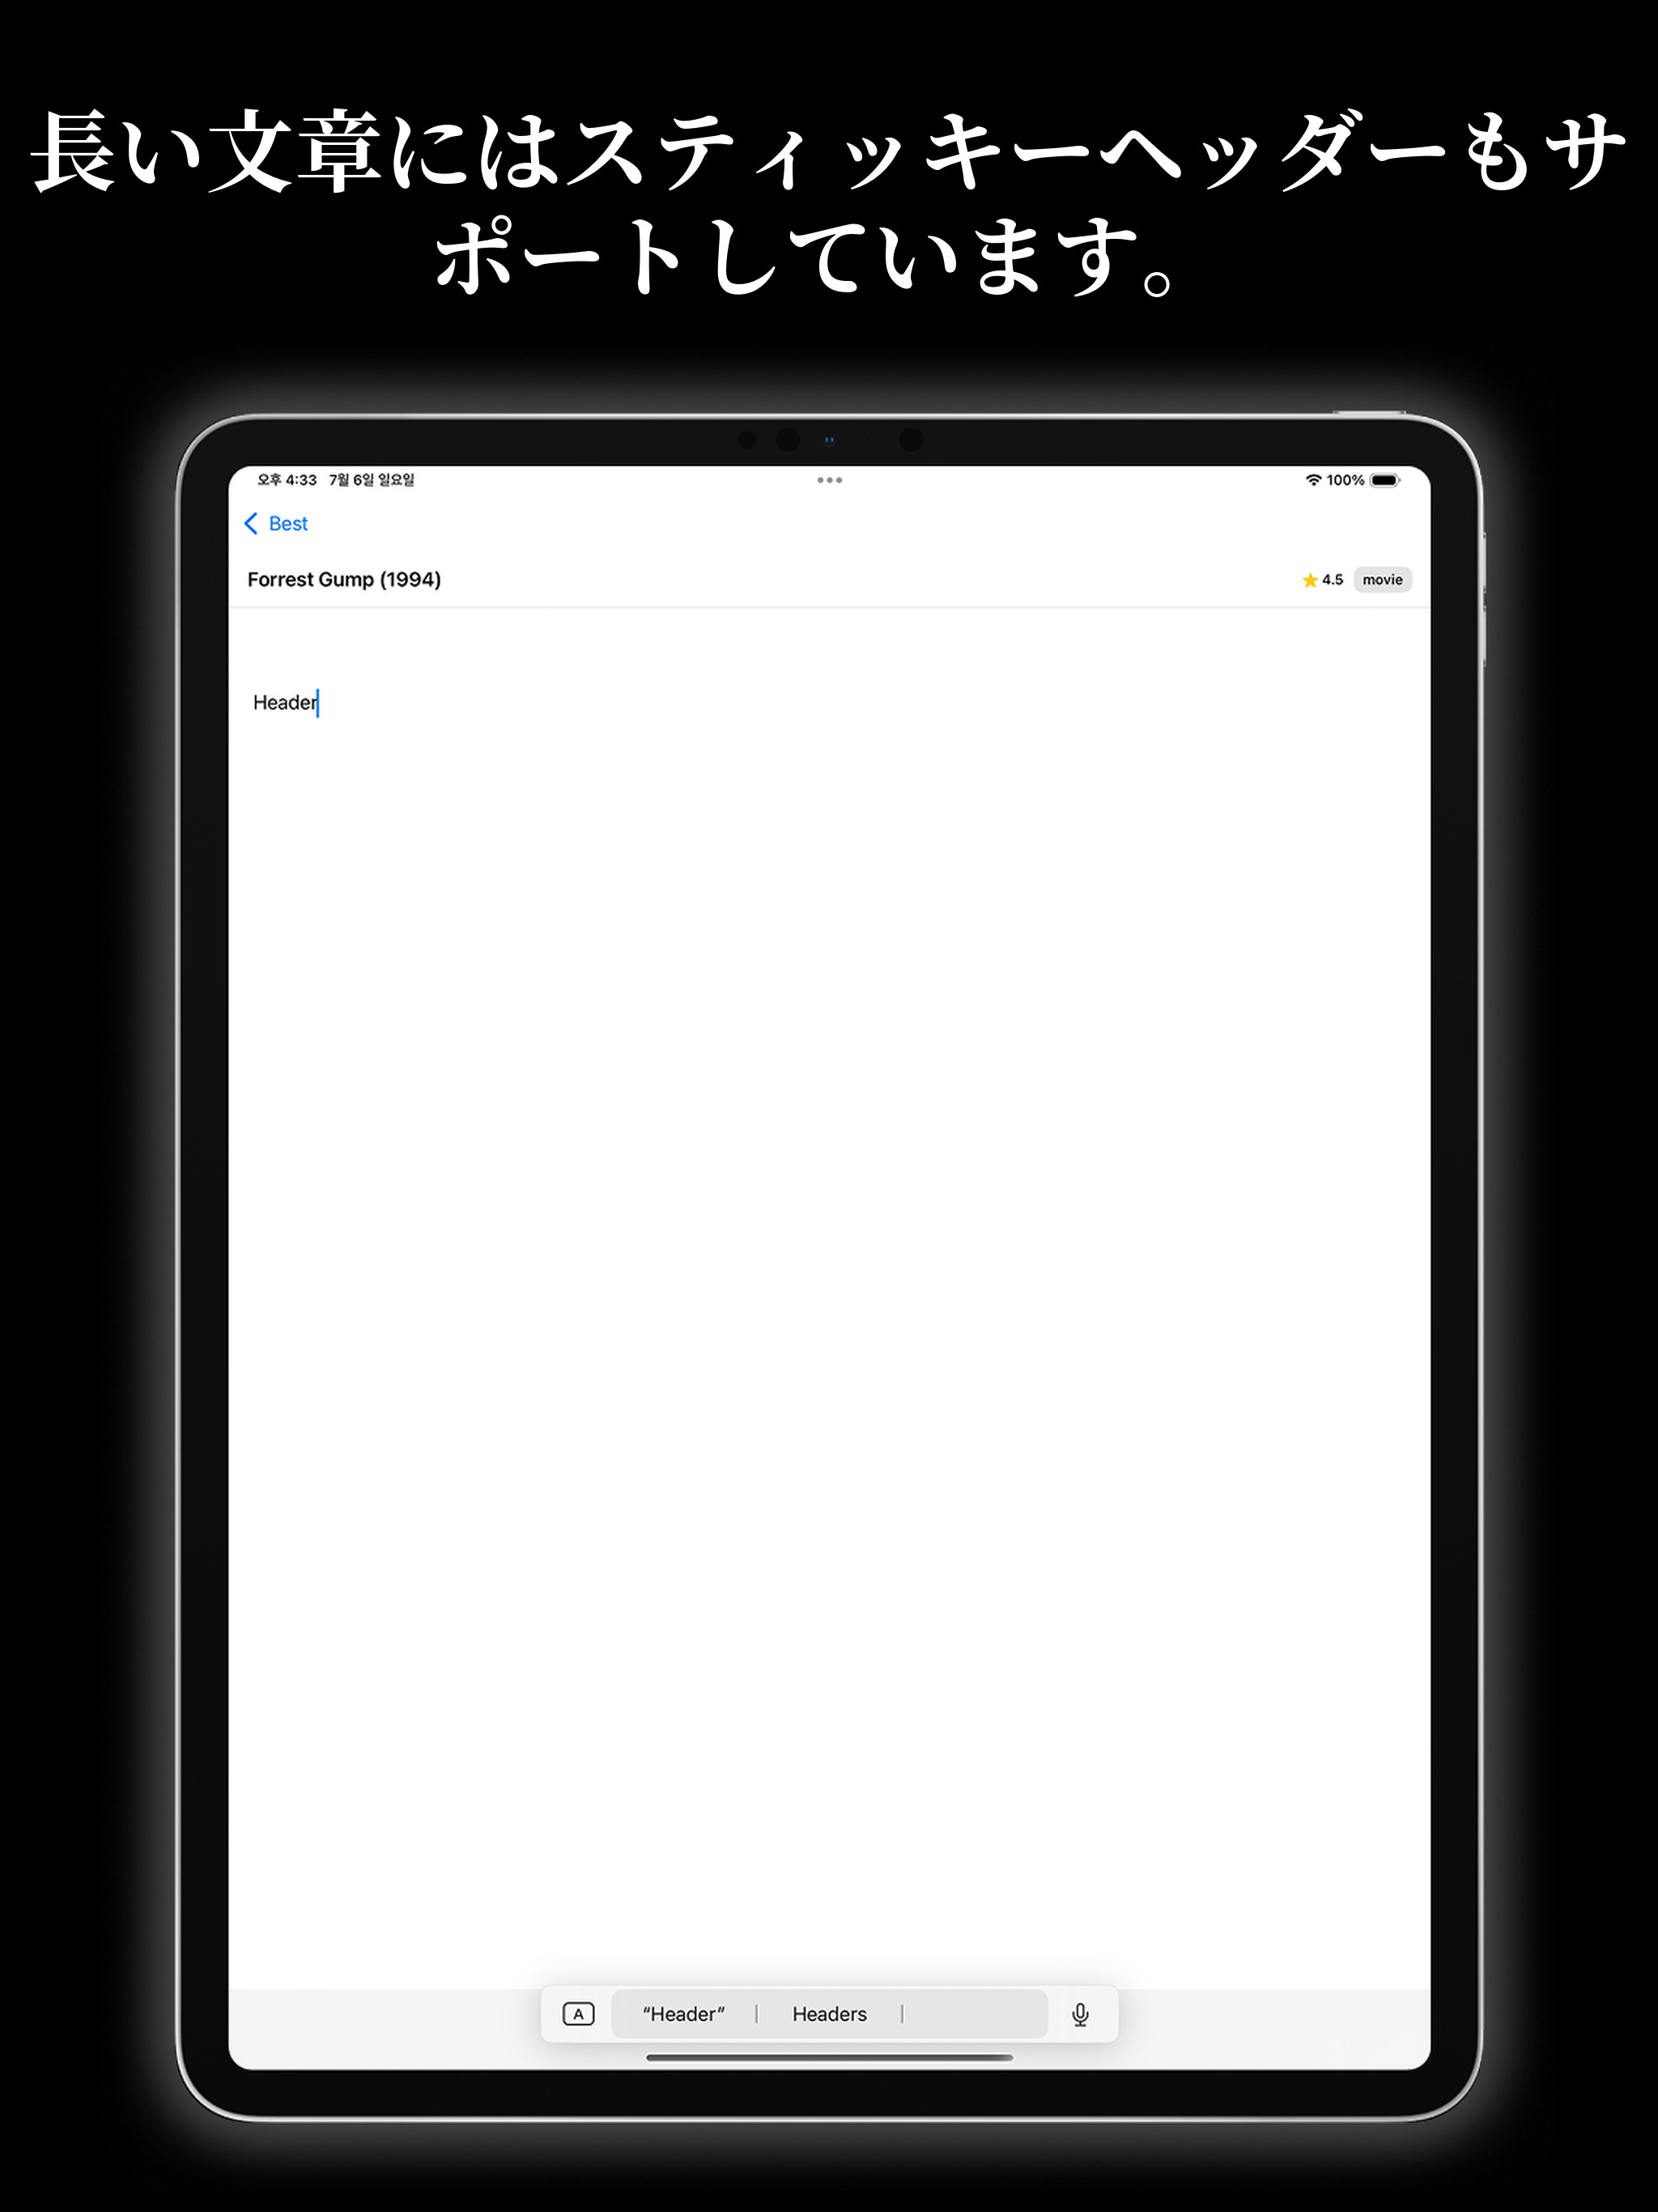 長い文章にはスティッキーヘッダーもサ
ポートしています。
오후 4:33 7월 6일 일요일
100%
Best
Forrest Gump (1994)
4.5 movie
Header
A “Header” Headers